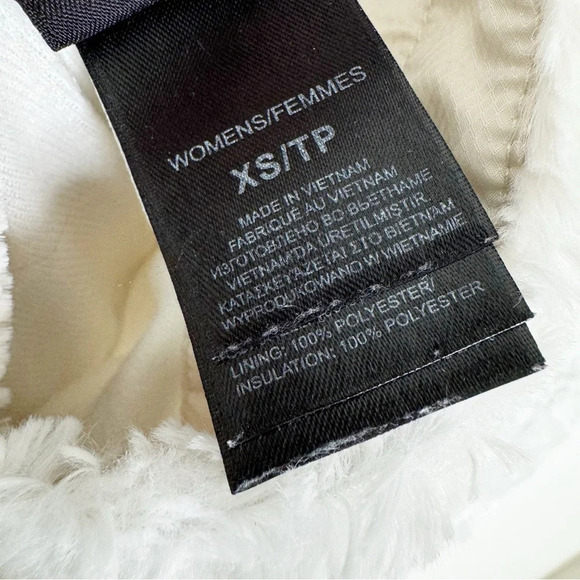 WOMENS/FEMMES
XS/TP
MADE IN VIETNAM
FABRIQUE AU VIETNAM
ИЗГОТОВЛЕНО ВО ВЬЕТНАМЕ
VIETNAM'DA ÜRETILMIŞTIR
ΚΑΤΑΣΚΕΥΑΖΕΤΑΙ ΣΤΟ ΒΙΕΤΝΑΜ
WYPRODUKOWANO W WIETNAMIE
LINING: 100% POLYESTER/
INSULATION: 100% POLYESTER